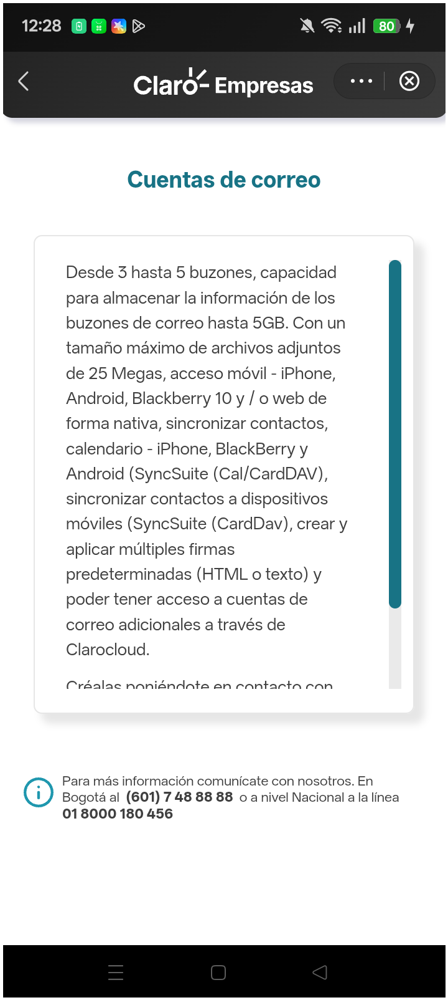 12:28
80
Claro Empresas
Cuentas de correo
Desde 3 hasta 5 buzones, capacidad
para almacenar la información de los
buzones de correo hasta 5GB. Con un
tamaño máximo de archivos adjuntos
de 25 Megas, acceso móvil - iPhone,
Android, Blackberry 10 y / o web de
forma nativa, sincronizar contactos,
calendario - iPhone, BlackBerry y
Android (SyncSuite (Cal/CardDAV),
sincronizar contactos a dispositivos
móviles (SyncSuite (CardDav), crear y
aplicar múltiples firmas
predeterminadas (HTML o texto) y
poder tener acceso a cuentas de
correo adicionales a través de
Clarocloud.
Créalas poniéndote en contacto con
Para más información comunícate con nosotros. En
Bogotá al (601) 7 48 88 88 o a nivel Nacional a la línea
01 8000 180 456